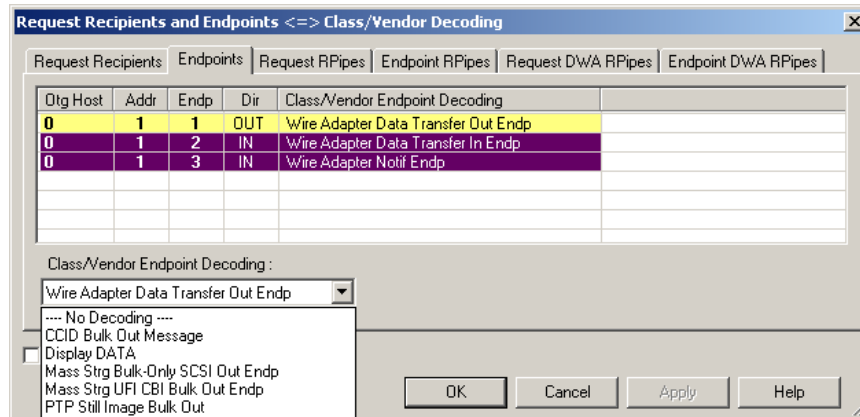 Request Recipients and Endpoints <=> Class/Vendor Decoding
Request Recipients Endpoints Request RPipes Endpoint RPipes Request DWA RPipes Endpoint DWA RPipes
Otg Host Addr Endp Dir Class/Vendor Endpoint Decoding
0 1 1 OUT Wire Adapter Data Transfer Out Endp
0 1 2 IN Wire Adapter Data Transfer In Endp
0 1 3 IN Wire Adapter Notif Endp
Class/Vendor Endpoint Decoding :
Wire Adapter Data Transfer Out Endp
---- No Decoding ----
CCID Bulk Out Message
Display DATA
Mass Strg Bulk-Only SCSI Out Endp
Mass Strg UFI CBI Bulk Out Endp
PTP Still Image Bulk Out
OK Cancel Apply Help